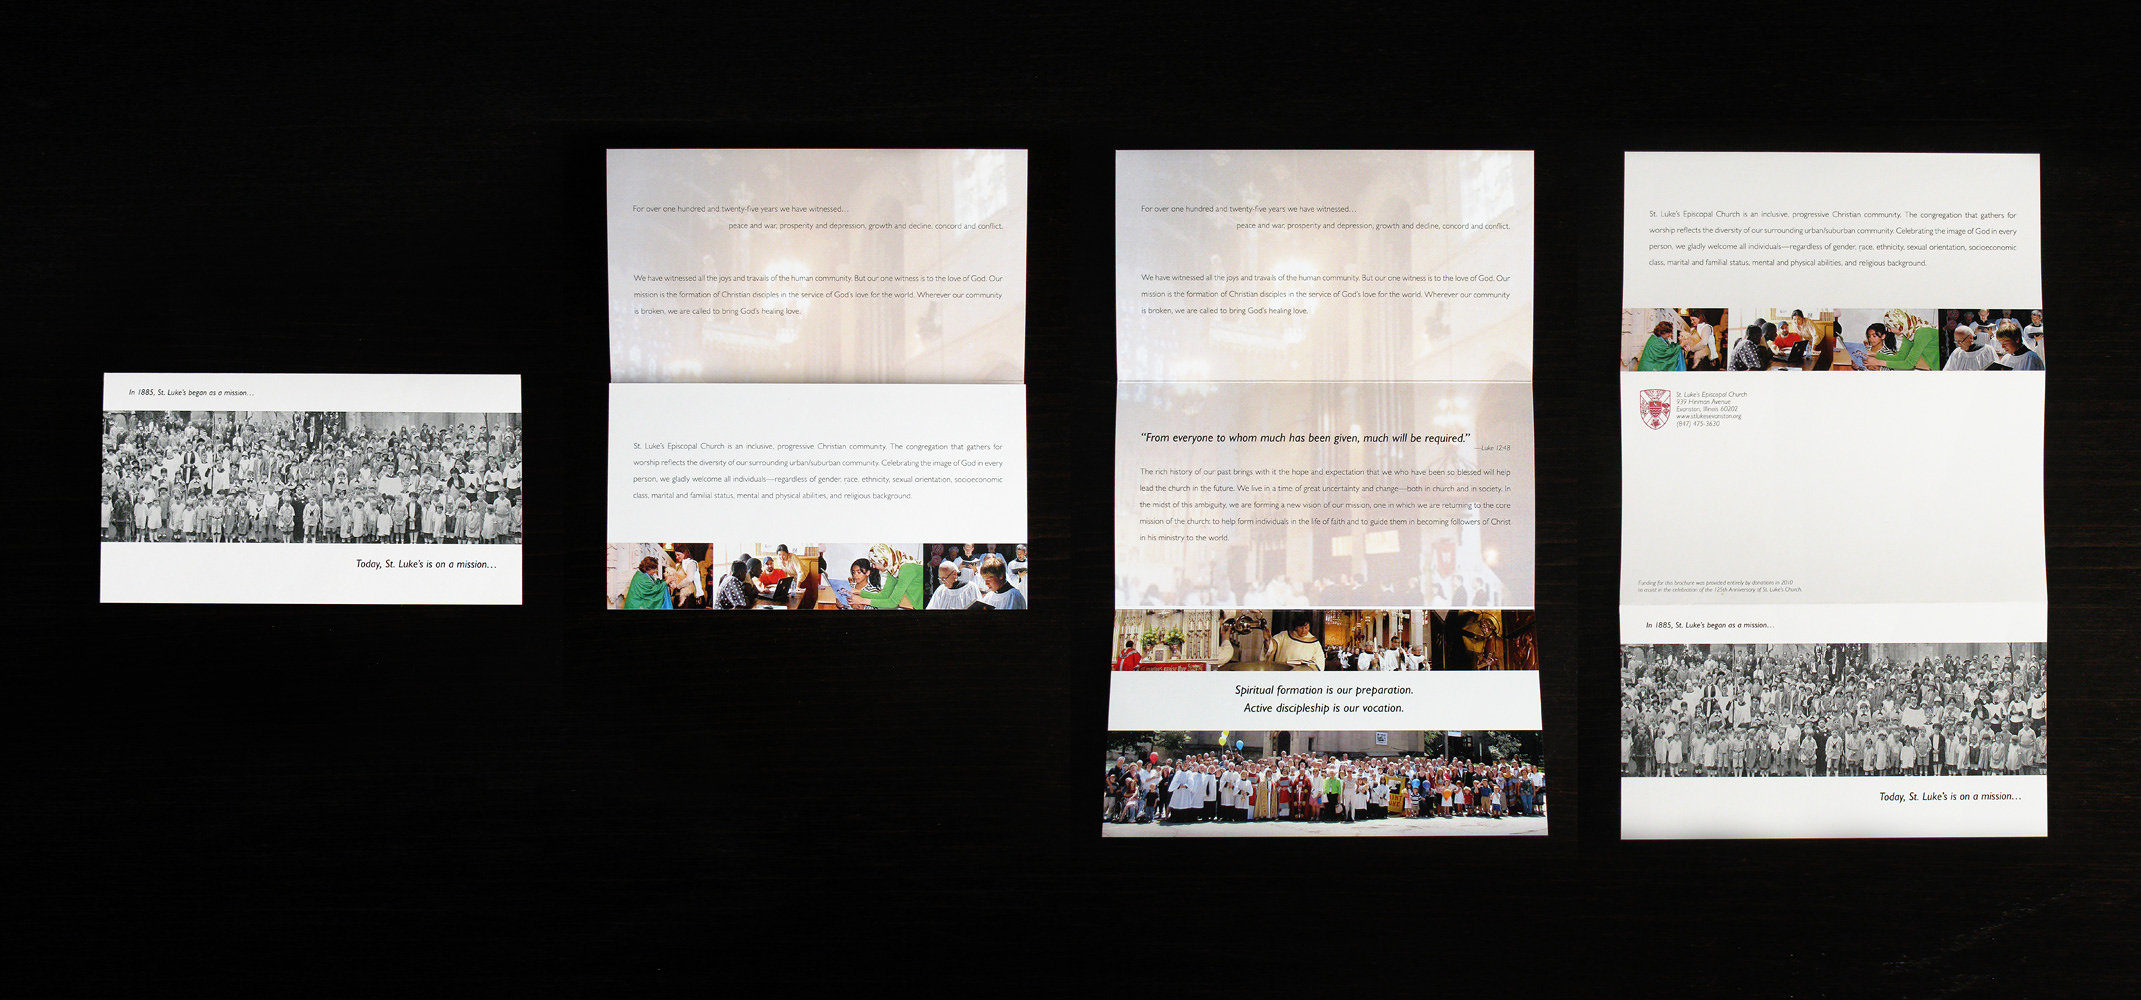 In 1885, St. Luke's began as a mission...
Today, St. Luke's is on a mission...
For over one hundred and twenty-five years we have witnessed...
peace and war, prosperity and depression, growth and decline, concord and conflict.
We have witnessed all the joys and travails of the human community. But our one witness is to the love of God. Our
mission is the formation of Christian disciples in the service of God's love for the world. Wherever our community
is broken, we are called to bring God's healing love.
St. Luke's Episcopal Church is an inclusive, progressive Christian community. The congregation that gathers for
worship reflects the diversity of our surrounding urban/suburban community. Celebrating the image of God in every
person, we gladly welcome all individuals—regardless of gender, race, ethnicity, sexual orientation, socioeconomic
class, marital and familial status, mental and physical abilities, and religious background.
For over one hundred and twenty-five years we have witnessed...
peace and war, prosperity and depression, growth and decline, concord and conflict.
We have witnessed all the joys and travails of the human community. But our one witness is to the love of God. Our
mission is the formation of Christian disciples in the service of God's love for the world. Wherever our community
is broken, we are called to bring God's healing love.
"From everyone to whom much has been given, much will be required."
—Luke 12:48
The rich history of our past brings with it the hope and expectation that we who have been so blessed will help
lead the church in the future. We live in a time of great uncertainty and change—both in church and in society. In
the midst of this ambiguity, we are forming a new vision of our mission, one in which we are returning to the core
mission of the church: to help form individuals in the life of faith and to guide them in becoming followers of Christ
in his ministry to the world.
Spiritual formation is our preparation.
Active discipleship is our vocation.
St. Luke's Episcopal Church is an inclusive, progressive Christian community. The congregation that gathers for
worship reflects the diversity of our surrounding urban/suburban community. Celebrating the image of God in every
person, we gladly welcome all individuals—regardless of gender, race, ethnicity, sexual orientation, socioeconomic
class, marital and familial status, mental and physical abilities, and religious background.
St. Luke's Episcopal Church
939 Hinman Avenue
Evanston, Illinois 60202
www.stlukesevanston.org
(847) 475-3630
Funding for this brochure was provided entirely by donations in 2010
to assist in the celebration of the 125th Anniversary of St. Luke's Church.
In 1885, St. Luke's began as a mission...
Today, St. Luke's is on a mission...